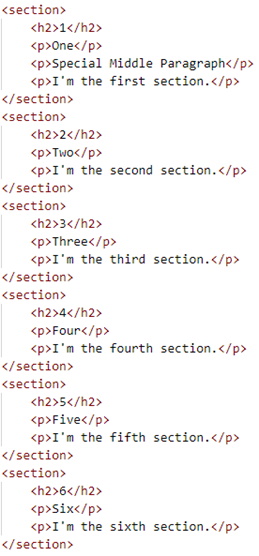 <section>
    <h2>1</h2>
    <p>One</p>
    <p>Special Middle Paragraph</p>
    <p>I'm the first section.</p>
</section>
<section>
    <h2>2</h2>
    <p>Two</p>
    <p>I'm the second section.</p>
</section>
<section>
    <h2>3</h2>
    <p>Three</p>
    <p>I'm the third section.</p>
</section>
<section>
    <h2>4</h2>
    <p>Four</p>
    <p>I'm the fourth section.</p>
</section>
<section>
    <h2>5</h2>
    <p>Five</p>
    <p>I'm the fifth section.</p>
</section>
<section>
    <h2>6</h2>
    <p>Six</p>
    <p>I'm the sixth section.</p>
</section>